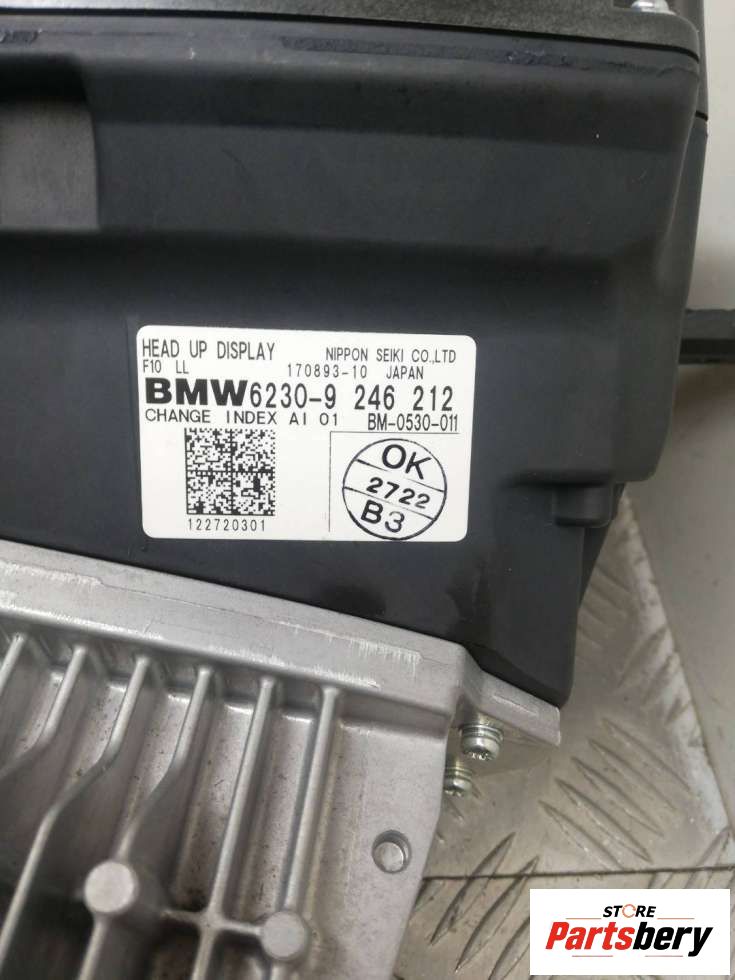 HEAD UP DISPLAY NIPPON SEIKI CO.,LTD
F10 LL 170893-10 JAPAN
BMW 6230-9 246 212
CHANGE INDEX AI 01 BM-0530-011
OK
2722
B3
122720301
STORE
Partsbery